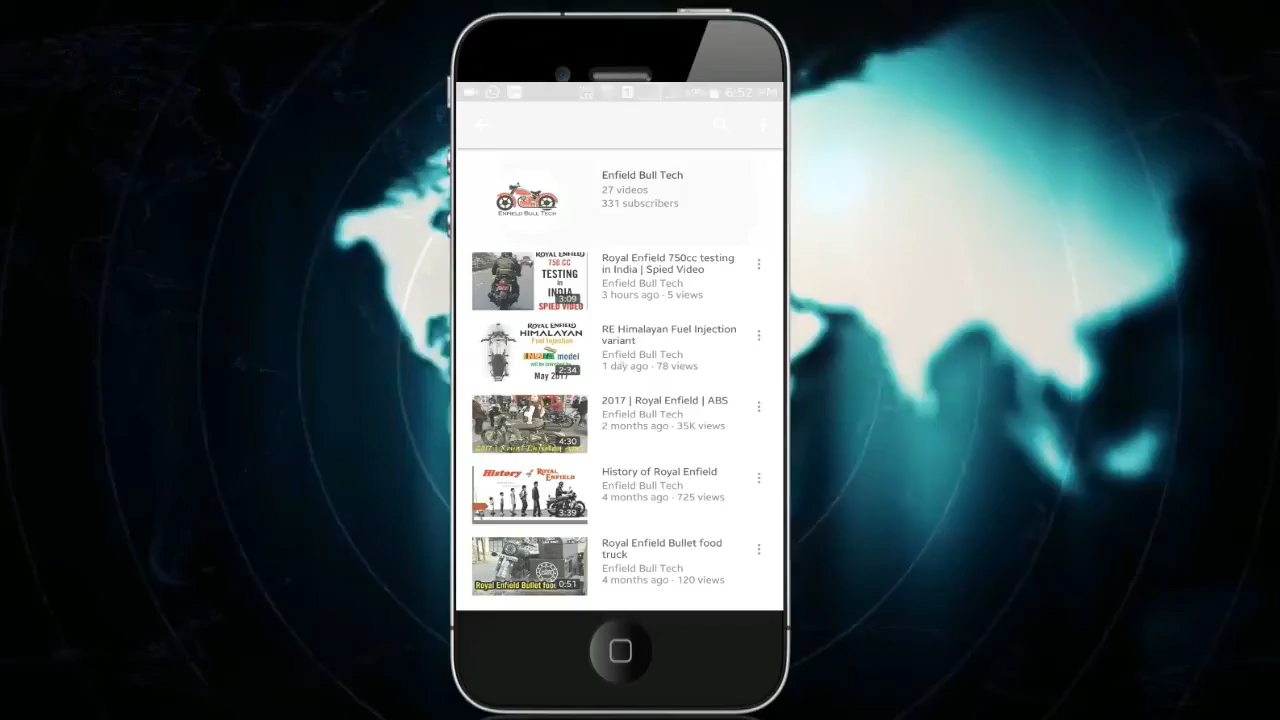 6:52 PM
Enfield Bull Tech
27 videos
331 subscribers
ENFIELD BULL TECH
Royal Enfield 750cc testing
in India | Spied Video
Enfield Bull Tech
3 hours ago · 5 views
ROYAL ENFIELD
750 CC
TESTING
in
INDIA
SPIED VIDEO
3:09
RE Himalayan Fuel Injection
variant
Enfield Bull Tech
1 day ago · 78 views
ROYAL ENFIELD
HIMALAYAN
Fuel Injection
model
May 2017
2:34
2017 | Royal Enfield | ABS
Enfield Bull Tech
2 months ago · 35K views
4:30
2017 | Royal Enfield
History of Royal Enfield
Enfield Bull Tech
4 months ago · 725 views
History of ROYAL
ENFIELD
3:39
Royal Enfield Bullet food
truck
Enfield Bull Tech
4 months ago · 120 views
Royal Enfield Bullet foo
0:51